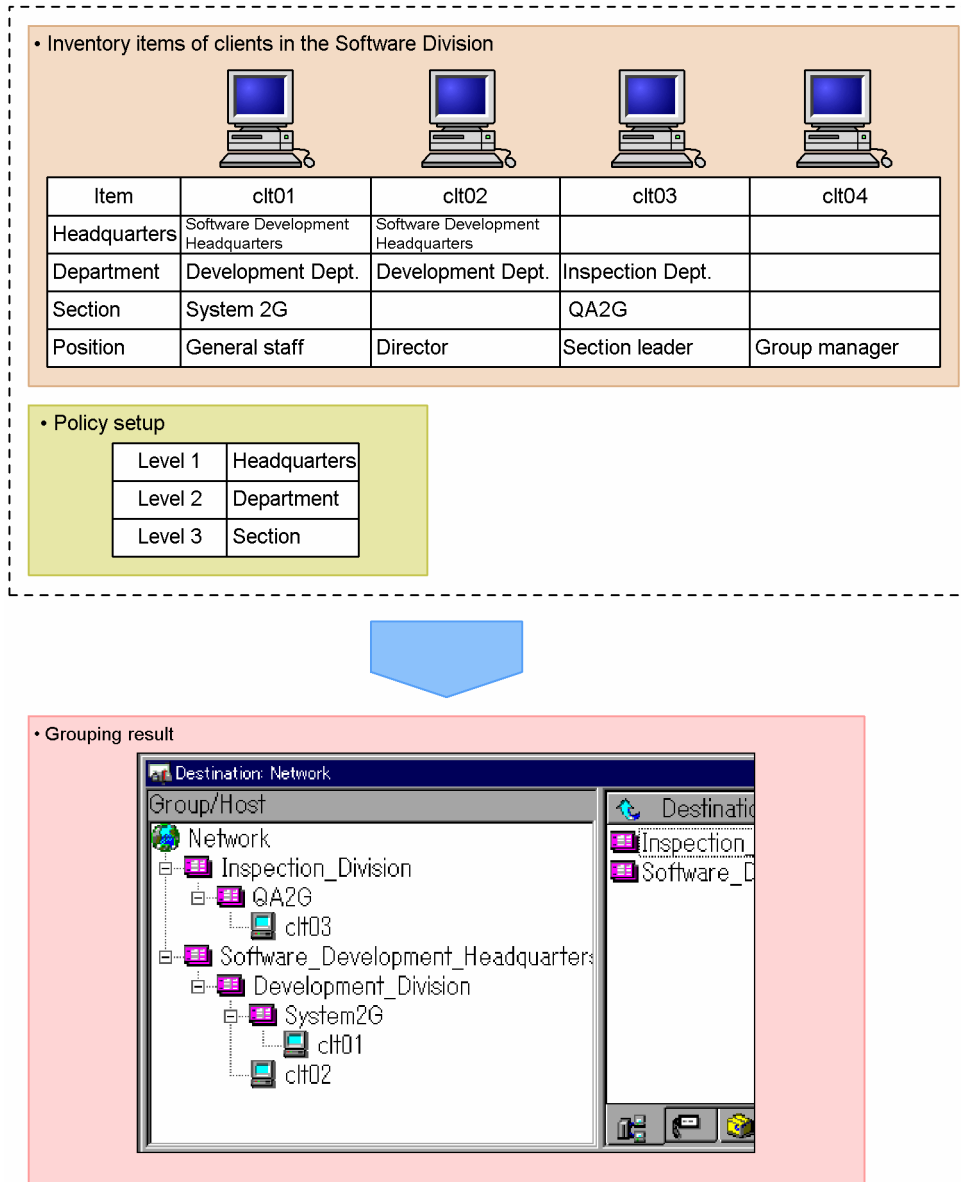 • Inventory items of clients in the Software Division
Item clt01 clt02 clt03 clt04
Headquarters Software Development Headquarters Software Development Headquarters
Department Development Dept. Development Dept. Inspection Dept.
Section System 2G QA2G
Position General staff Director Section leader Group manager
• Policy setup
Level 1 Headquarters
Level 2 Department
Level 3 Section
• Grouping result
Destination: Network
Group/Host
Network
Inspection_Division
QA2G
clt03
Software_Development_Headquarters
Development_Division
System2G
clt01
clt02
Destinatio
Inspection_
Software_D